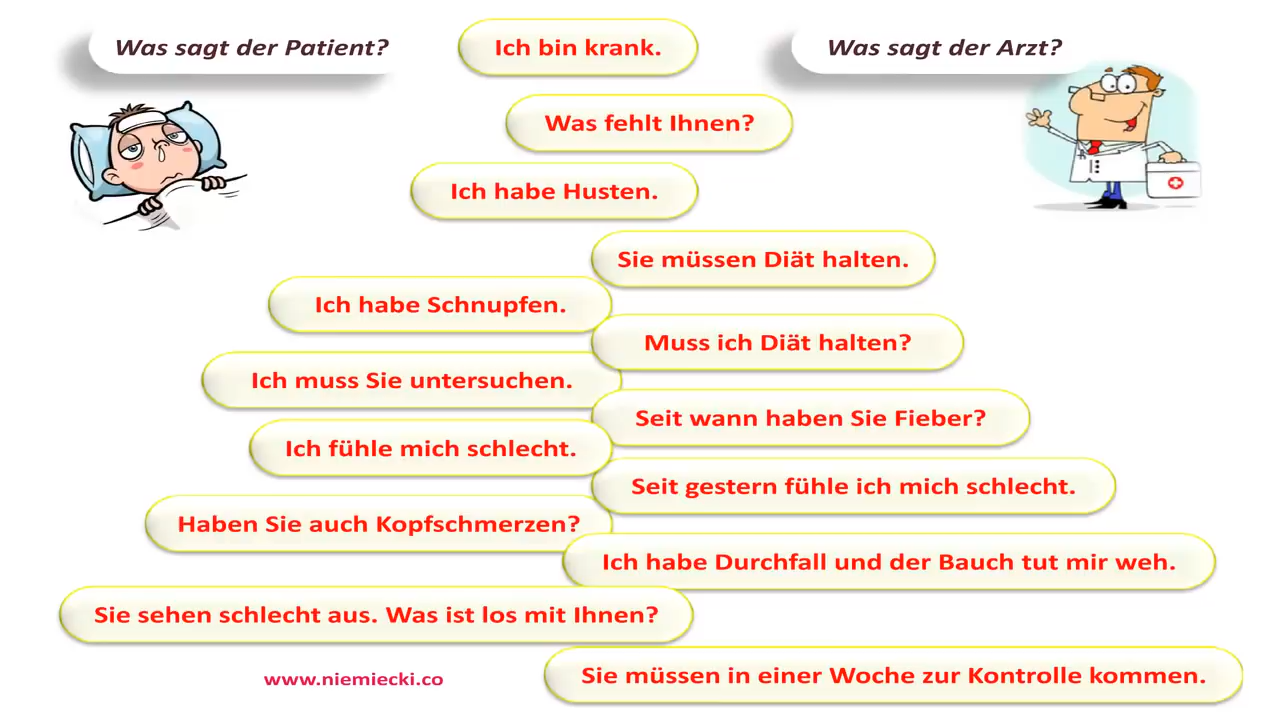 Was sagt der Patient?
Ich bin krank.
Was sagt der Arzt?
Was fehlt Ihnen?
Ich habe Husten.
Sie müssen Diät halten.
Ich habe Schnupfen.
Muss ich Diät halten?
Ich muss Sie untersuchen.
Seit wann haben Sie Fieber?
Ich fühle mich schlecht.
Seit gestern fühle ich mich schlecht.
Haben Sie auch Kopfschmerzen?
Ich habe Durchfall und der Bauch tut mir weh.
Sie sehen schlecht aus. Was ist los mit Ihnen?
Sie müssen in einer Woche zur Kontrolle kommen.
www.niemiecki.co